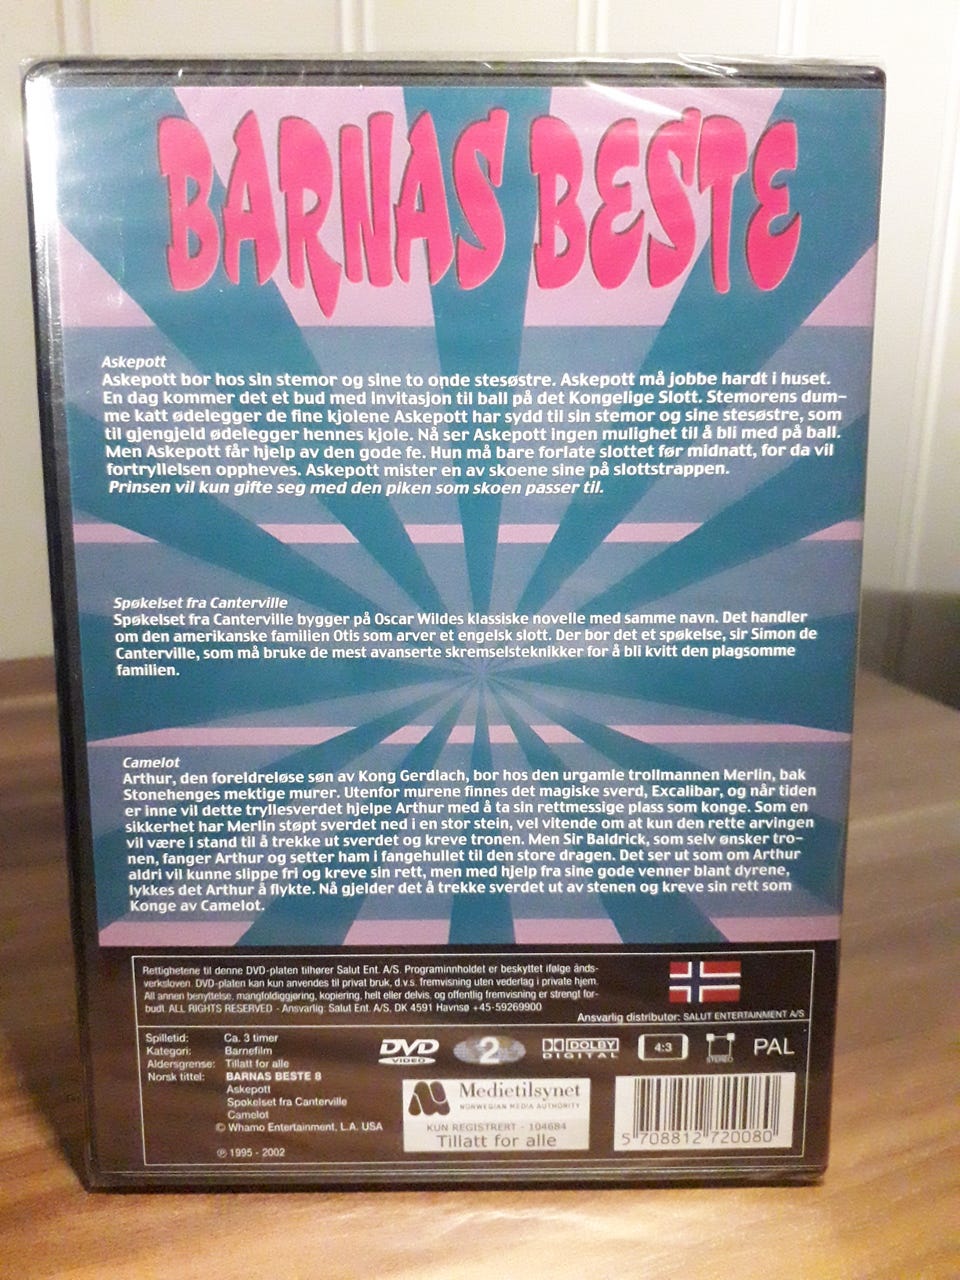 BARNAS BESTE
Askepott
Askepott bor hos sin stemor og sine to onde stesøstre. Askepott må jobbe hardt i huset.
En dag kommer det et bud med invitasjon til ball på det Kongelige Slott. Stemorens dum-
me katt ødelegger de fine kjolene Askepott har sydd til sin stemor og sine stesøstre, som
til gjengjeld ødelegger hennes kjole. Nå ser Askepott ingen mulighet til å bli med på ball.
Men Askepott får hjelp av den gode fe. Hun må bare forlate slottet før midnatt, for da vil
fortryllelsen oppheves. Askepott mister en av skoene sine på slottstrappen.
Prinsen vil kun gifte seg med den piken som skoen passer til.
Spøkelset fra Canterville
Spøkelset fra Canterville bygger på Oscar Wildes klassiske novelle med samme navn. Det handler
om den amerikanske familien Otis som arver et engelsk slott. Der bor det et spøkelse, sir Simon de
Canterville, som må bruke de mest avanserte skremselsteknikker for å bli kvitt den plagsomme
familien.
Camelot
Arthur, den foreldreløse søn av Kong Gerdlach, bor hos den urgamle trollmannen Merlin, bak
Stonehenges mektige murer. Utenfor murene finnes det magiske sverd, Excalibur, og når tiden
er inne vil dette tryllesverdet hjelpe Arthur med å ta sin rettmessige plass som konge. Som en
sikkerhet har Merlin støpt sverdet ned i en stor stein, vel vitende om at kun den rette arvingen
vil være i stand til å trekke ut sverdet og kreve tronen. Men Sir Baldrick, som selv ønsker tro-
nen, fanger Arthur og setter ham i fangehullet til den store dragen. Det ser ut som om Arthur
aldri vil kunne slippe fri og kreve sin rett, men med hjelp fra sine gode venner blant dyrene,
lykkes det Arthur å flykte. Nå gjelder det å trekke sverdet ut av stenen og kreve sin rett som
Konge av Camelot.
Rettighetene til denne DVD-platen tilhører Salut Ent. A/S. Programinnholdet er beskyttet ifølge ånds-
verksloven. DVD-platen kan kun anvendes til privat bruk, d.v.s. fremvisning uten vederlag i private hjem.
All annen benyttelse, mangfoldiggjøring, kopiering, helt eller delvis, og offentlig fremvisning er strengt for-
budt. ALL RIGHTS RESERVED - Ansvarlig: Salut Ent. A/S, DK 4591 Havnsø +45-59269900
Ansvarlig distributør: SALUT ENTERTAINMENT A/S
Spilletid: Ca. 3 timer
Kategori: Barnefilm
Aldersgrense: Tillatt for alle
Norsk tittel: BARNAS BESTE 8
Askepott
Spøkelset fra Canterville
Camelot
© Whamo Entertainment, L.A. USA
℗ 1995 - 2002
DVD VIDEO
2
DOLBY DIGITAL
4:3
STEREO
PAL
Medietilsynet
NORWEGIAN MEDIA AUTHORITY
KUN REGISTRERT - 104684
Tillatt for alle
5 708812 720080